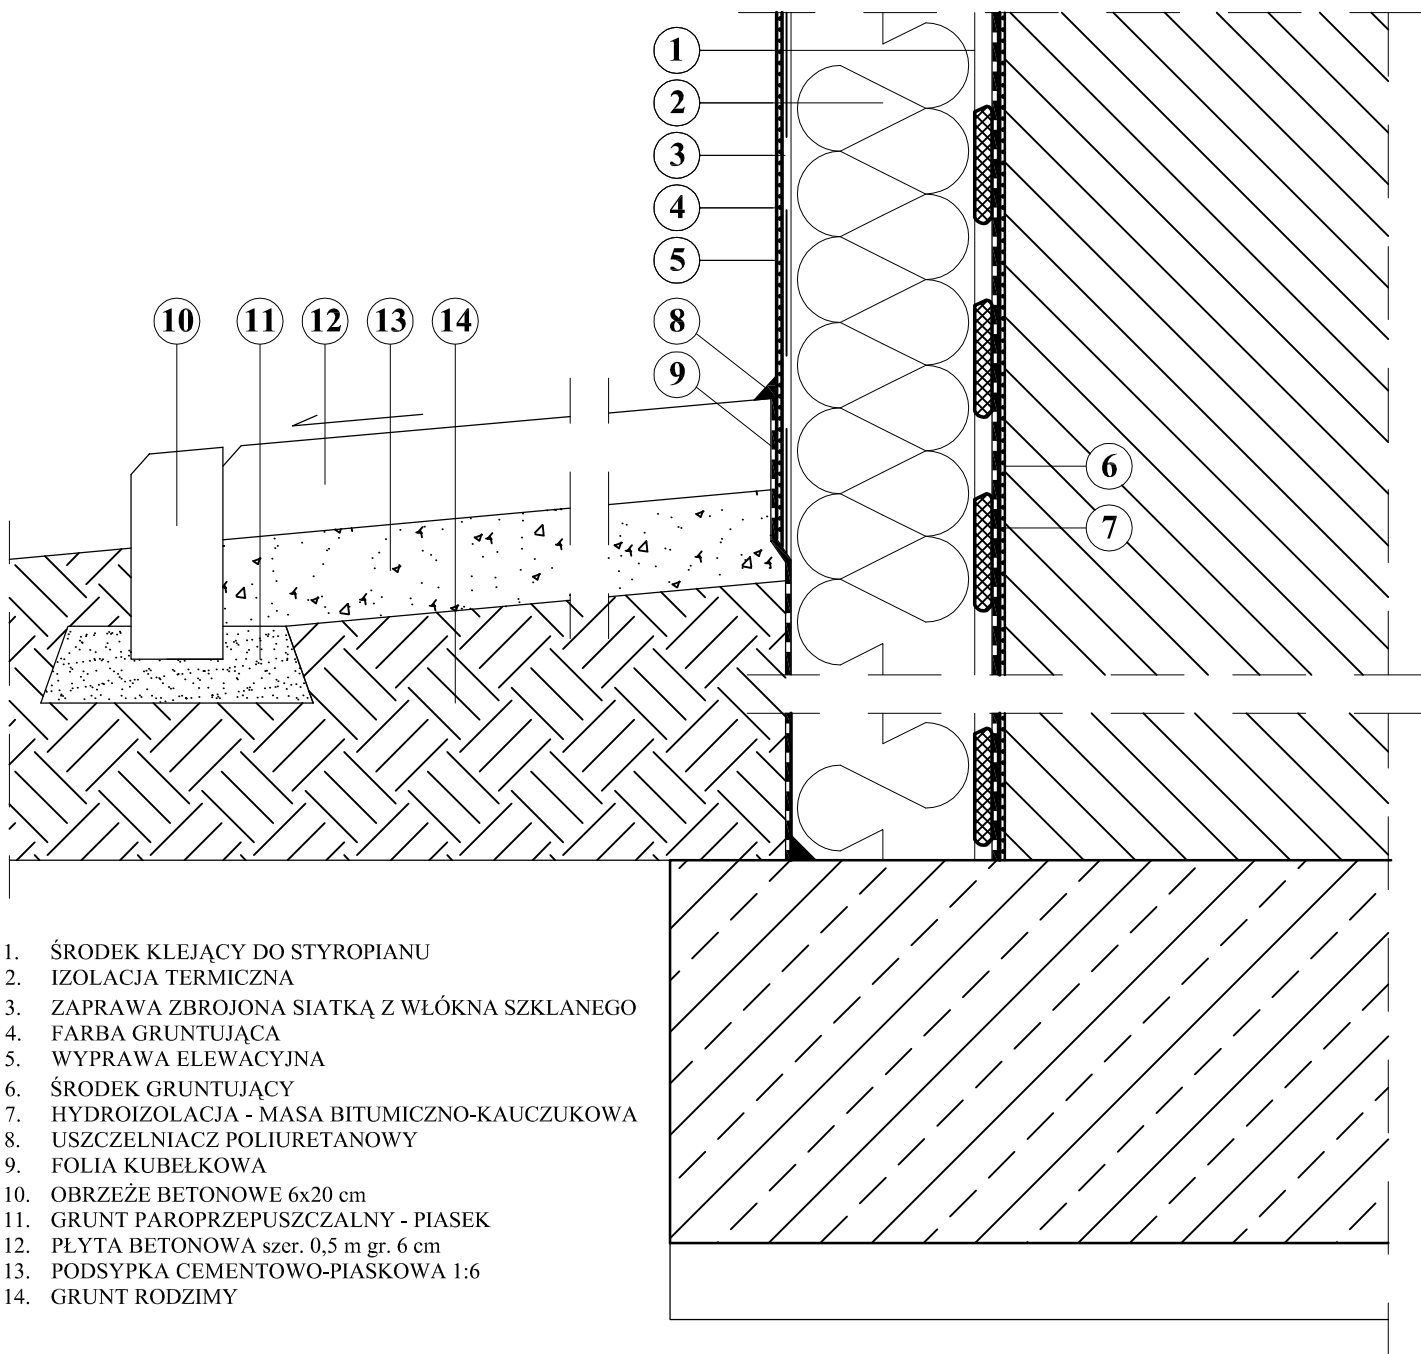 1
2
3
4
5
8
9
10 11 12 13 14
6
7
1. ŚRODEK KLEJĄCY DO STYROPIANU
2. IZOLACJA TERMICZNA
3. ZAPRAWA ZBROJONA SIATKĄ Z WŁÓKNA SZKLANEGO
4. FARBA GRUNTUJĄCA
5. WYPRAWA ELEWACYJNA
6. ŚRODEK GRUNTUJĄCY
7. HYDROIZOLACJA - MASA BITUMICZNO-KAUCZUKOWA
8. USZCZELNIACZ POLIURETANOWY
9. FOLIA KUBEŁKOWA
10. OBRZEŻE BETONOWE 6x20 cm
11. GRUNT PAROPRZEPUSZCZALNY - PIASEK
12. PŁYTA BETONOWA szer. 0,5 m gr. 6 cm
13. PODSYPKA CEMENTOWO-PIASKOWA 1:6
14. GRUNT RODZIMY